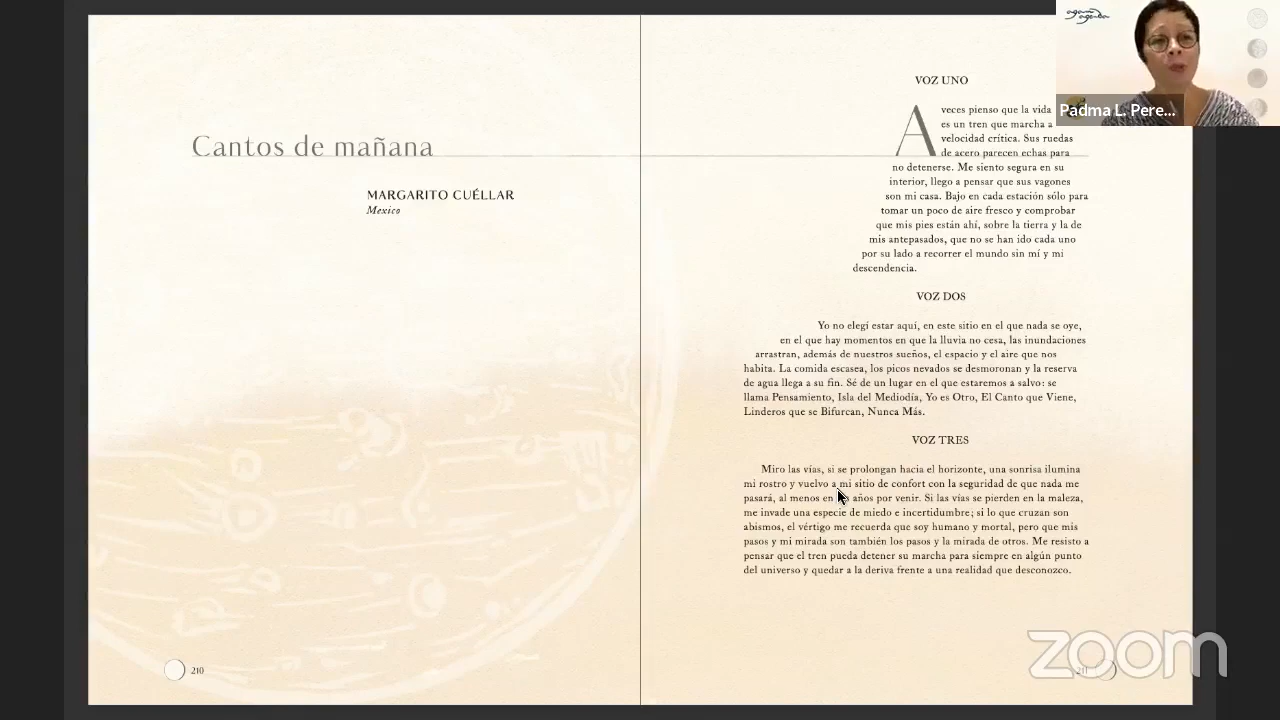 Cantos de mañana
MARGARITO CUÉLLAR
Mexico
210
VOZ UNO
A veces pienso que la vida
es un tren que marcha a
velocidad crítica. Sus ruedas
de acero parecen echas para
no detenerse. Me siento segura en su
interior, llego a pensar que sus vagones
son mi casa. Bajo en cada estación sólo para
tomar un poco de aire fresco y comprobar
que mis pies están ahí, sobre la tierra y la de
mis antepasados, que no se han ido cada uno
por su lado a recorrer el mundo sin mí y mi
descendencia.
VOZ DOS
Yo no elegí estar aquí, en este sitio en el que nada se oye,
en el que hay momentos en que la lluvia no cesa, las inundaciones
arrastran, además de nuestros sueños, el espacio y el aire que nos
habita. La comida escasea, los picos nevados se desmoronan y la reserva
de agua llega a su fin. Sé de un lugar en el que estaremos a salvo: se
llama Pensamiento, Isla del Mediodía, Yo es Otro, El Canto que Viene,
Linderos que se Bifurcan, Nunca Más.
VOZ TRES
Miro las vías, si se prolongan hacia el horizonte, una sonrisa ilumina
mi rostro y vuelvo a mi sitio de confort con la seguridad de que nada me
pasará, al menos en años por venir. Si las vías se pierden en la maleza,
me invade una especie de miedo e incertidumbre; si lo que cruzan son
abismos, el vértigo me recuerda que soy humano y mortal, pero que mis
pasos y mi mirada son también los pasos y la mirada de otros. Me resisto a
pensar que el tren pueda detener su marcha para siempre en algún punto
del universo y quedar a la deriva frente a una realidad que desconozco.
211
agam agenda
Padma L. Pere...
zoom